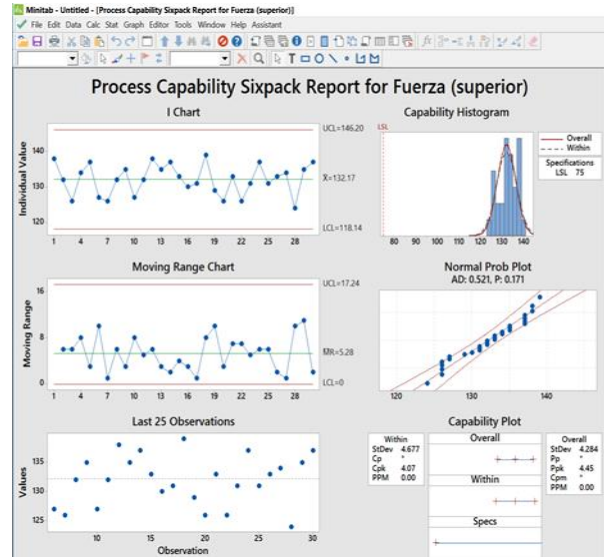 Minitab - Untitled - [Process Capability Sixpack Report for Fuerza (superior)]
File Edit Data Calc Stat Graph Editor Tools Window Help Assistant
Process Capability Sixpack Report for Fuerza (superior)
I Chart
Individual Value
140
130
120
UCL=146.20
X̄=132.17
LCL=118.14
1 4 7 10 13 16 19 22 25 28
Capability Histogram
LSL
80 90 100 110 120 130 140
Overall
Within
Specifications
LSL 75
Moving Range Chart
Moving Range
16
8
0
UCL=17.24
M̅R̅=5.28
LCL=0
1 4 7 10 13 16 19 22 25 28
Normal Prob Plot
AD: 0.521, P: 0.171
120 140
Last 25 Observations
Values
135
130
125
10 15 20 25 30
Observation
Capability Plot
Within
StDev 4.677
Cp *
Cpk 4.07
PPM 0.00
Overall
Within
Specs
Overall
StDev 4.284
Pp *
Ppk 4.45
Cpm *
PPM 0.00